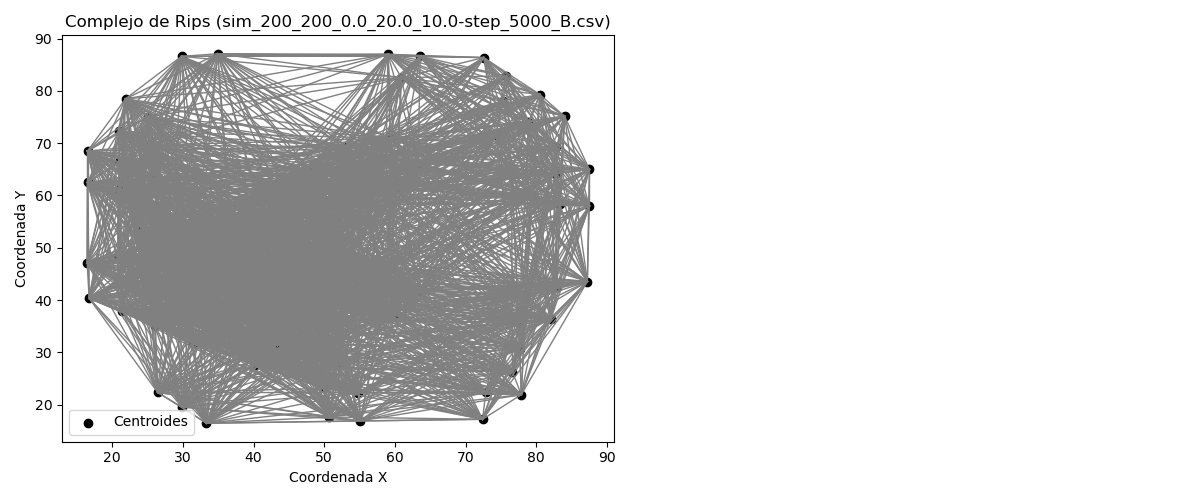 Complejo de Rips (sim_200_200_0.0_20.0_10.0-step_5000_B.csv)
90
80
70
60
50
40
30
20
Coordenada Y
Centroides
20 30 40 50 60 70 80 90
Coordenada X